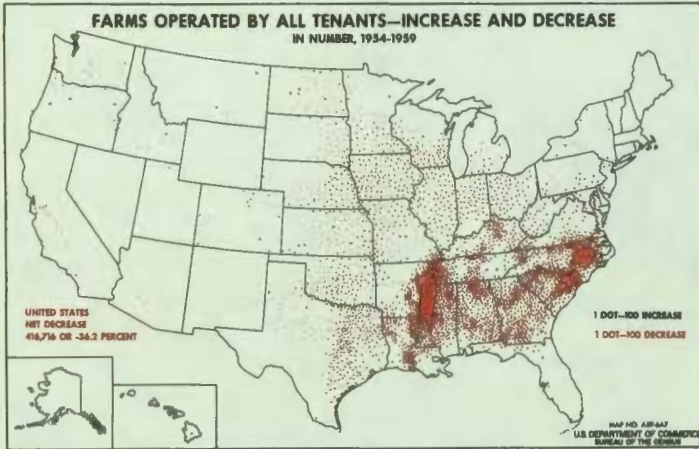 FARMS OPERATED BY ALL TENANTS—INCREASE AND DECREASE
IN NUMBER, 1954-1959
UNITED STATES
NET DECREASE
416,716 OR -36.2 PERCENT
1 DOT—100 INCREASE
1 DOT—100 DECREASE
MAP NO.
U.S. DEPARTMENT OF COMMERCE
BUREAU OF THE CENSUS